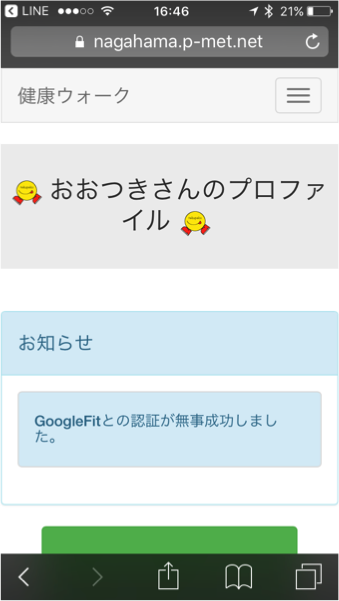 LINE 16:46 21%
nagahama.p-met.net
健康ウォーク
おおつきさんのプロファ
イル
お知らせ
GoogleFitとの認証が無事成功しまし
た。